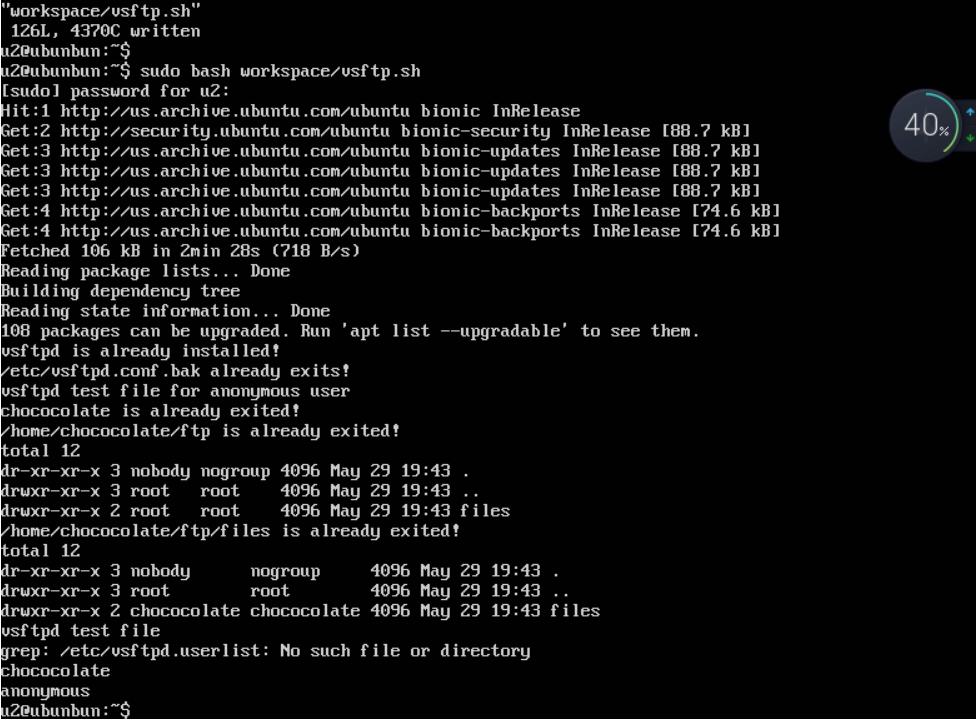 "workspace/vsftp.sh"
126L, 4370C written
u2@ubunbun:~$
u2@ubunbun:~$ sudo bash workspace/vsftp.sh
[sudo] password for u2:
Hit:1 http://us.archive.ubuntu.com/ubuntu bionic InRelease
Get:2 http://security.ubuntu.com/ubuntu bionic-security InRelease [88.7 kB]
Get:3 http://us.archive.ubuntu.com/ubuntu bionic-updates InRelease [88.7 kB]
Get:3 http://us.archive.ubuntu.com/ubuntu bionic-updates InRelease [88.7 kB]
Get:3 http://us.archive.ubuntu.com/ubuntu bionic-updates InRelease [88.7 kB]
Get:4 http://us.archive.ubuntu.com/ubuntu bionic-backports InRelease [74.6 kB]
Get:4 http://us.archive.ubuntu.com/ubuntu bionic-backports InRelease [74.6 kB]
Fetched 106 kB in 2min 28s (718 B/s)
Reading package lists... Done
Building dependency tree
Reading state information... Done
108 packages can be upgraded. Run 'apt list --upgradable' to see them.
vsftpd is already installed!
/etc/vsftpd.conf.bak already exits!
vsftpd test file for anonymous user
chococolate is already exited!
/home/chococolate/ftp is already exited!
total 12
dr-xr-xr-x 3 nobody nogroup 4096 May 29 19:43 .
drwxr-xr-x 3 root   root    4096 May 29 19:43 ..
drwxr-xr-x 2 root   root    4096 May 29 19:43 files
/home/chococolate/ftp/files is already exited!
total 12
dr-xr-xr-x 3 nobody      nogroup     4096 May 29 19:43 .
drwxr-xr-x 3 root        root        4096 May 29 19:43 ..
drwxr-xr-x 2 chococolate chococolate 4096 May 29 19:43 files
vsftpd test file
grep: /etc/vsftpd.userlist: No such file or directory
chococolate
anonymous
u2@ubunbun:~$
40%